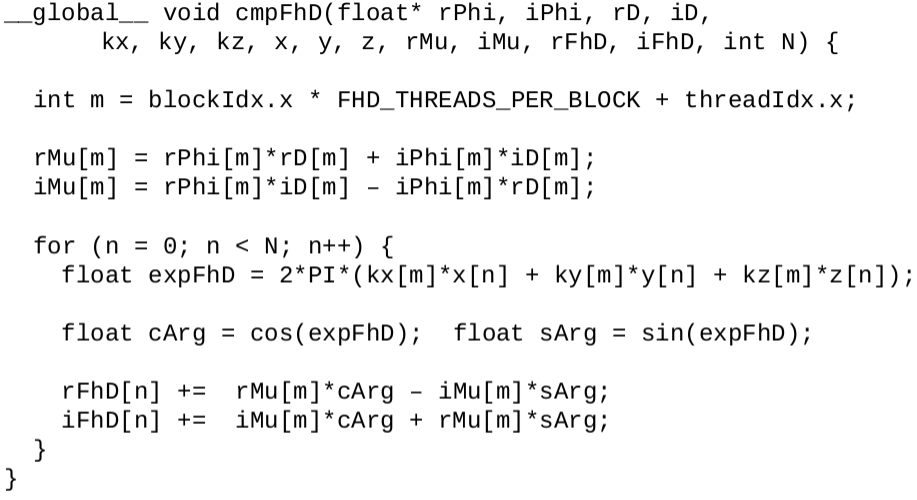 __global__ void cmpFhD(float* rPhi, iPhi, rD, iD,
kx, ky, kz, x, y, z, rMu, iMu, rFhD, iFhD, int N) {
int m = blockIdx.x * FHD_THREADS_PER_BLOCK + threadIdx.x;
rMu[m] = rPhi[m]*rD[m] + iPhi[m]*iD[m];
iMu[m] = rPhi[m]*iD[m] – iPhi[m]*rD[m];
for (n = 0; n < N; n++) {
float expFhD = 2*PI*(kx[m]*x[n] + ky[m]*y[n] + kz[m]*z[n]);
float cArg = cos(expFhD); float sArg = sin(expFhD);
rFhD[n] += rMu[m]*cArg – iMu[m]*sArg;
iFhD[n] += iMu[m]*cArg + rMu[m]*sArg;
}
}